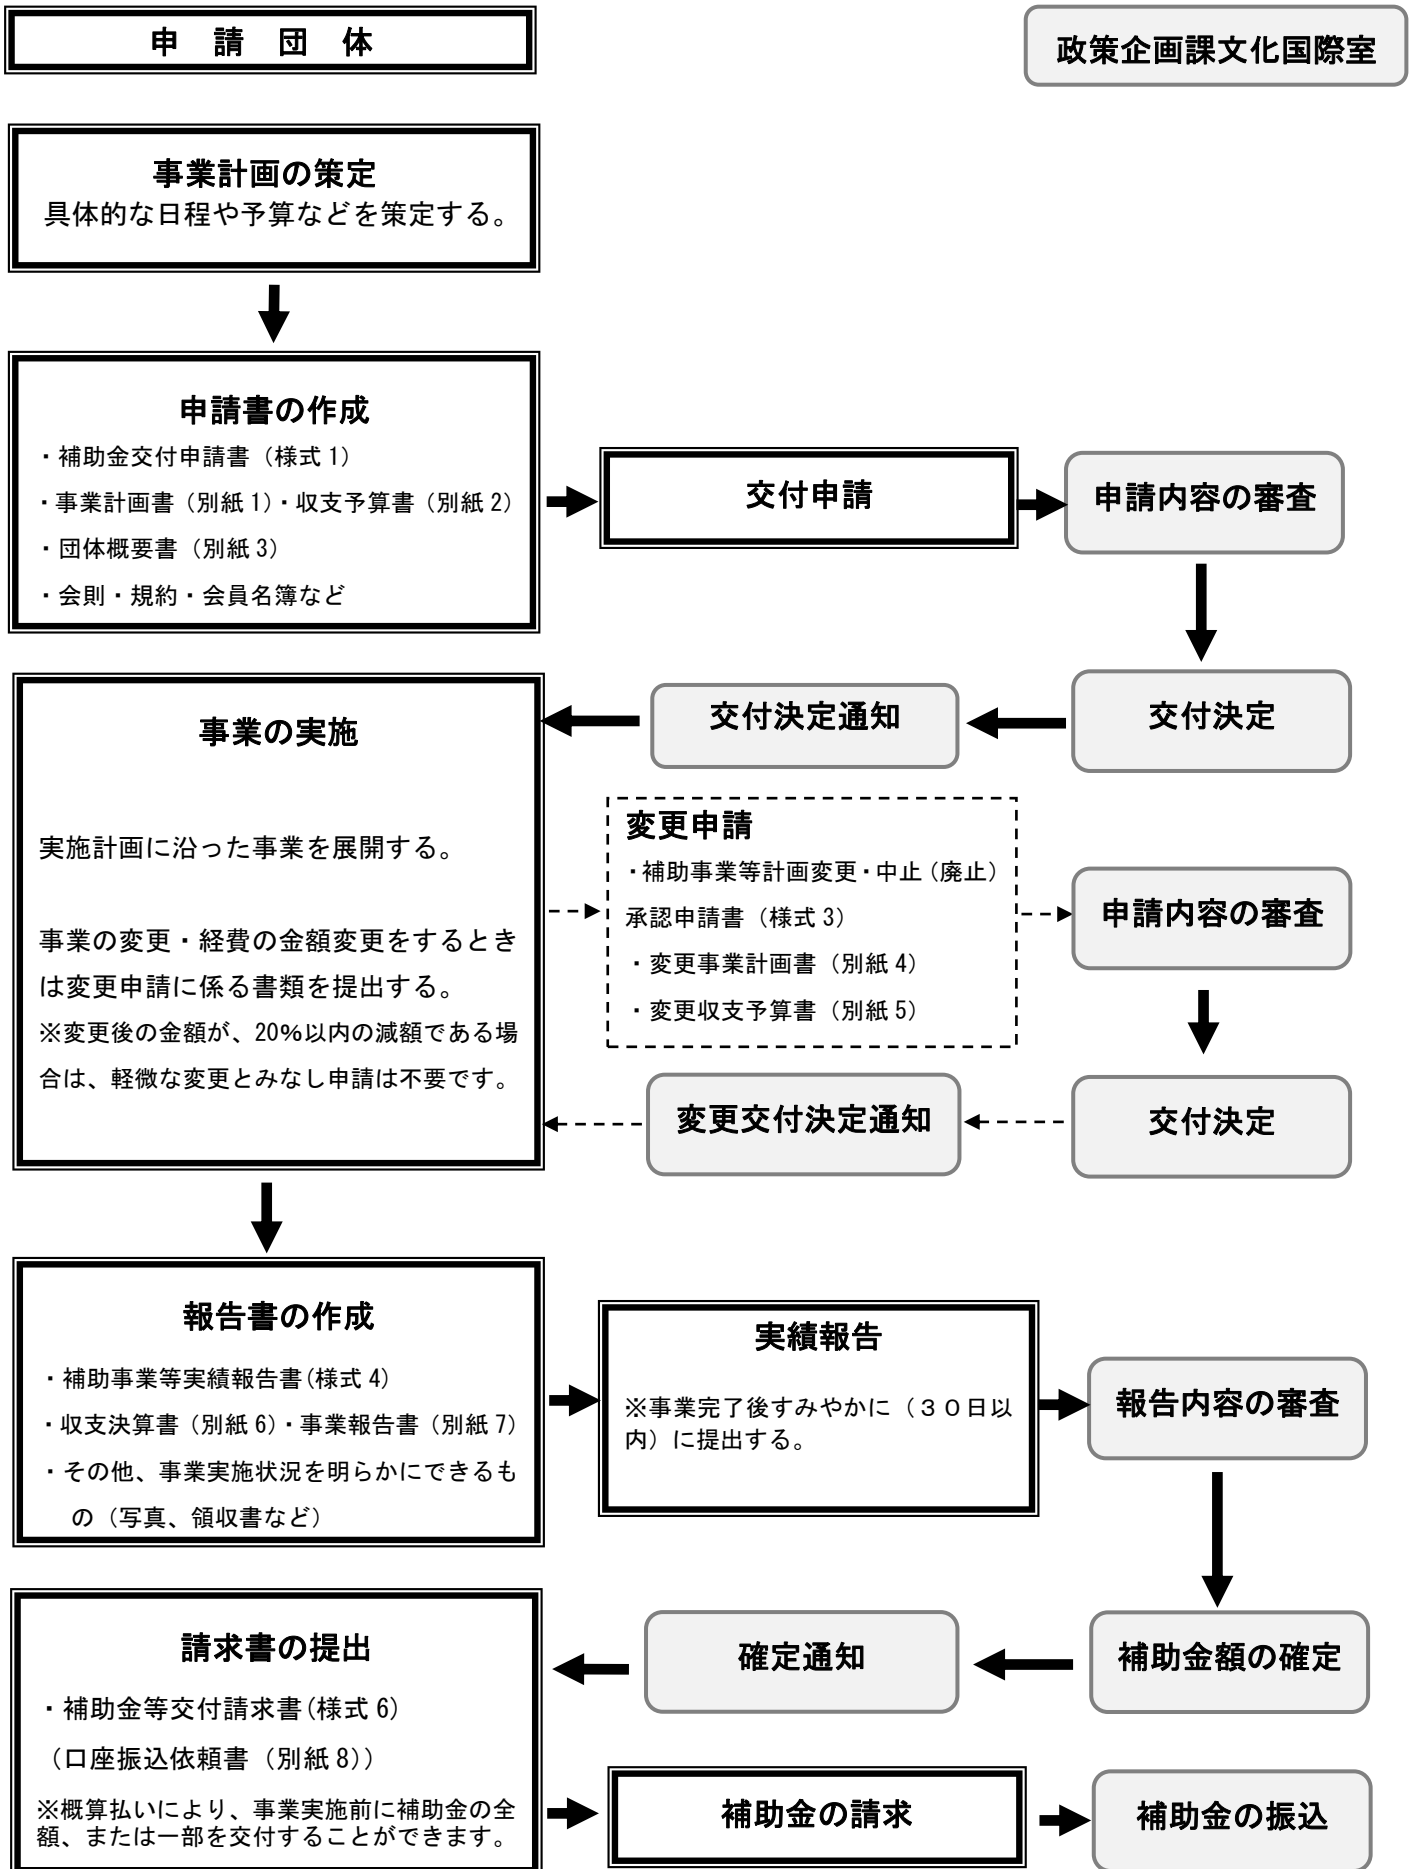 申 請 団 体
政策企画課文化国際室
事業計画の策定
具体的な日程や予算などを策定する。
申請書の作成
・補助金交付申請書（様式1）
・事業計画書（別紙1）・収支予算書（別紙2）
・団体概要書（別紙3）
・会則・規約・会員名簿など
交付申請
申請内容の審査
交付決定
交付決定通知
事業の実施
実施計画に沿った事業を展開する。
事業の変更・経費の金額変更をするとき
は変更申請に係る書類を提出する。
※変更後の金額が、20％以内の減額である場
合は、軽微な変更とみなし申請は不要です。
変更申請
・補助事業等計画変更・中止（廃止）
承認申請書（様式3）
・変更事業計画書（別紙4）
・変更収支予算書（別紙5）
申請内容の審査
交付決定
変更交付決定通知
報告書の作成
・補助事業等実績報告書(様式4)
・収支決算書（別紙6）・事業報告書（別紙7）
・その他、事業実施状況を明らかにできるも
の（写真、領収書など）
実績報告
※事業完了後すみやかに（３０日以
内）に提出する。
報告内容の審査
補助金額の確定
確定通知
請求書の提出
・補助金等交付請求書(様式6)
（口座振込依頼書（別紙8））
※概算払いにより、事業実施前に補助金の全
額、または一部を交付することができます。
補助金の請求
補助金の振込